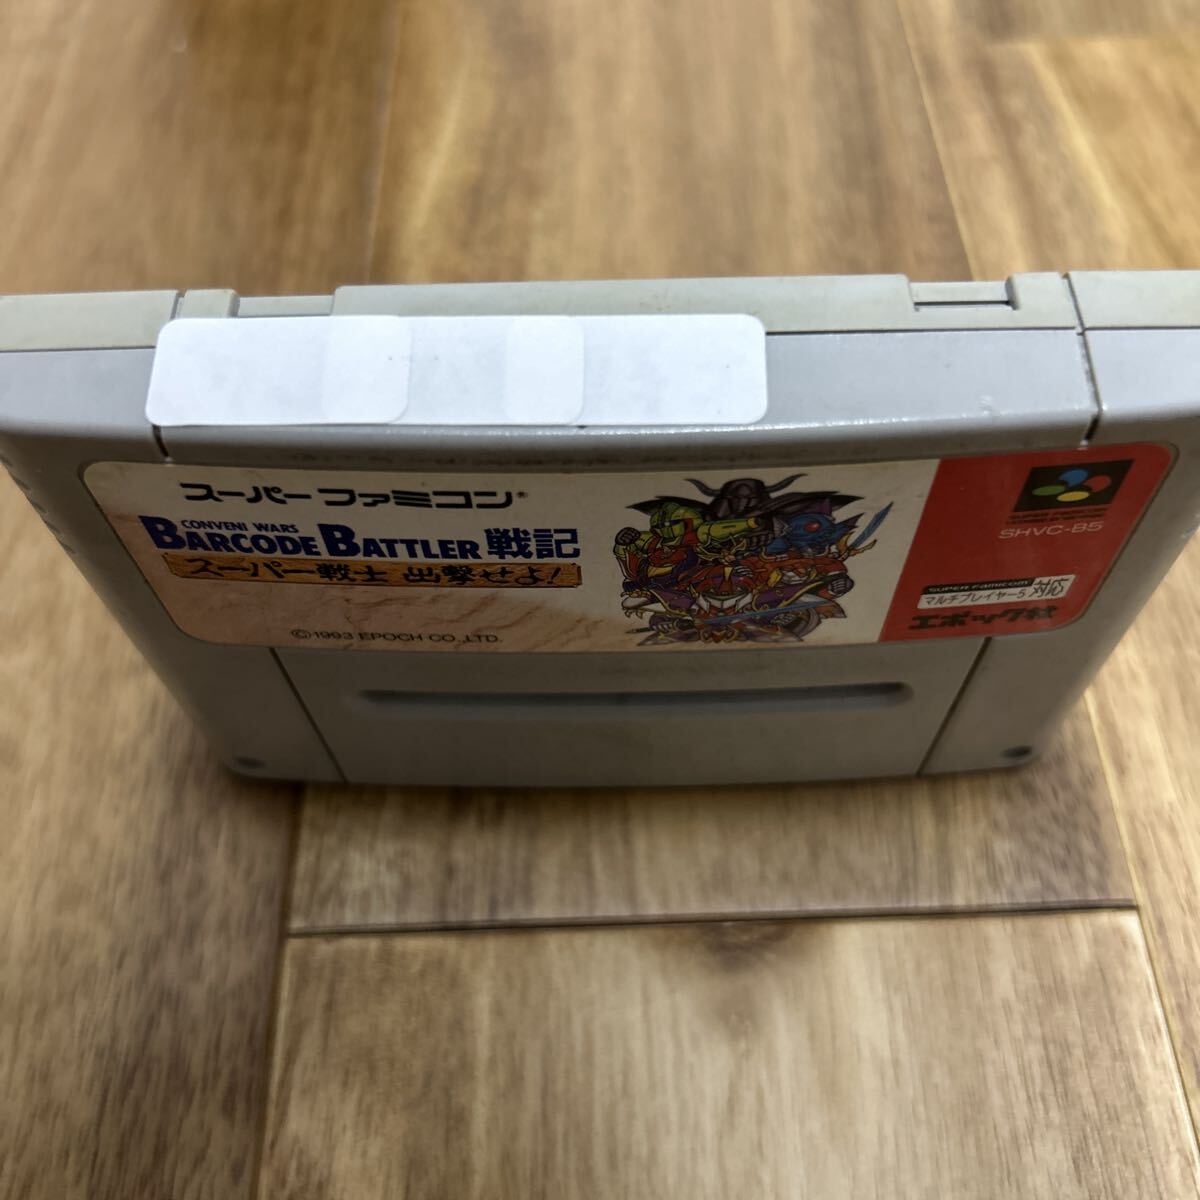 スーパーファミコン®
CONVENI WARS
BARCODE BATTLER 戦記
スーパー戦士 出撃せよ!
©1993 EPOCH CO.,LTD.
SHVC-B5
SUPER FAMICOM
マルチプレイヤー5 対応
エポック社